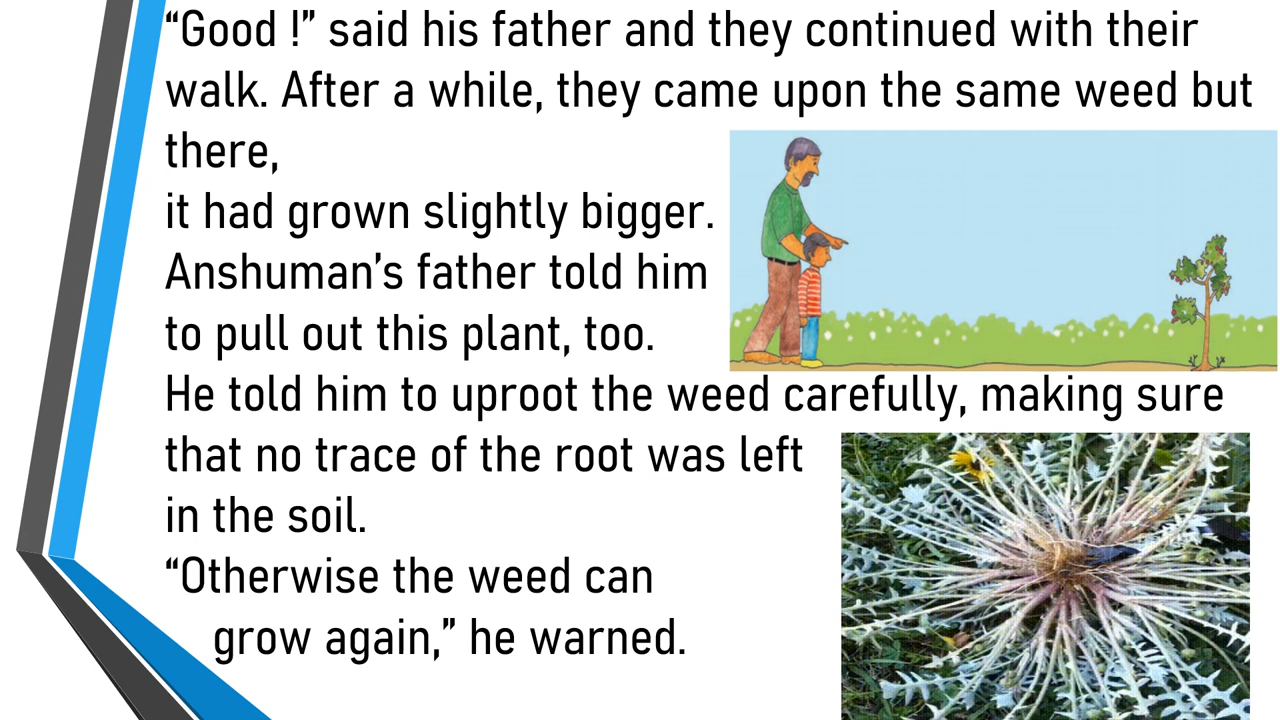 “Good !” said his father and they continued with their
walk. After a while, they came upon the same weed but
there,
it had grown slightly bigger.
Anshuman’s father told him
to pull out this plant, too.
He told him to uproot the weed carefully, making sure
that no trace of the root was left
in the soil.
“Otherwise the weed can
grow again,” he warned.